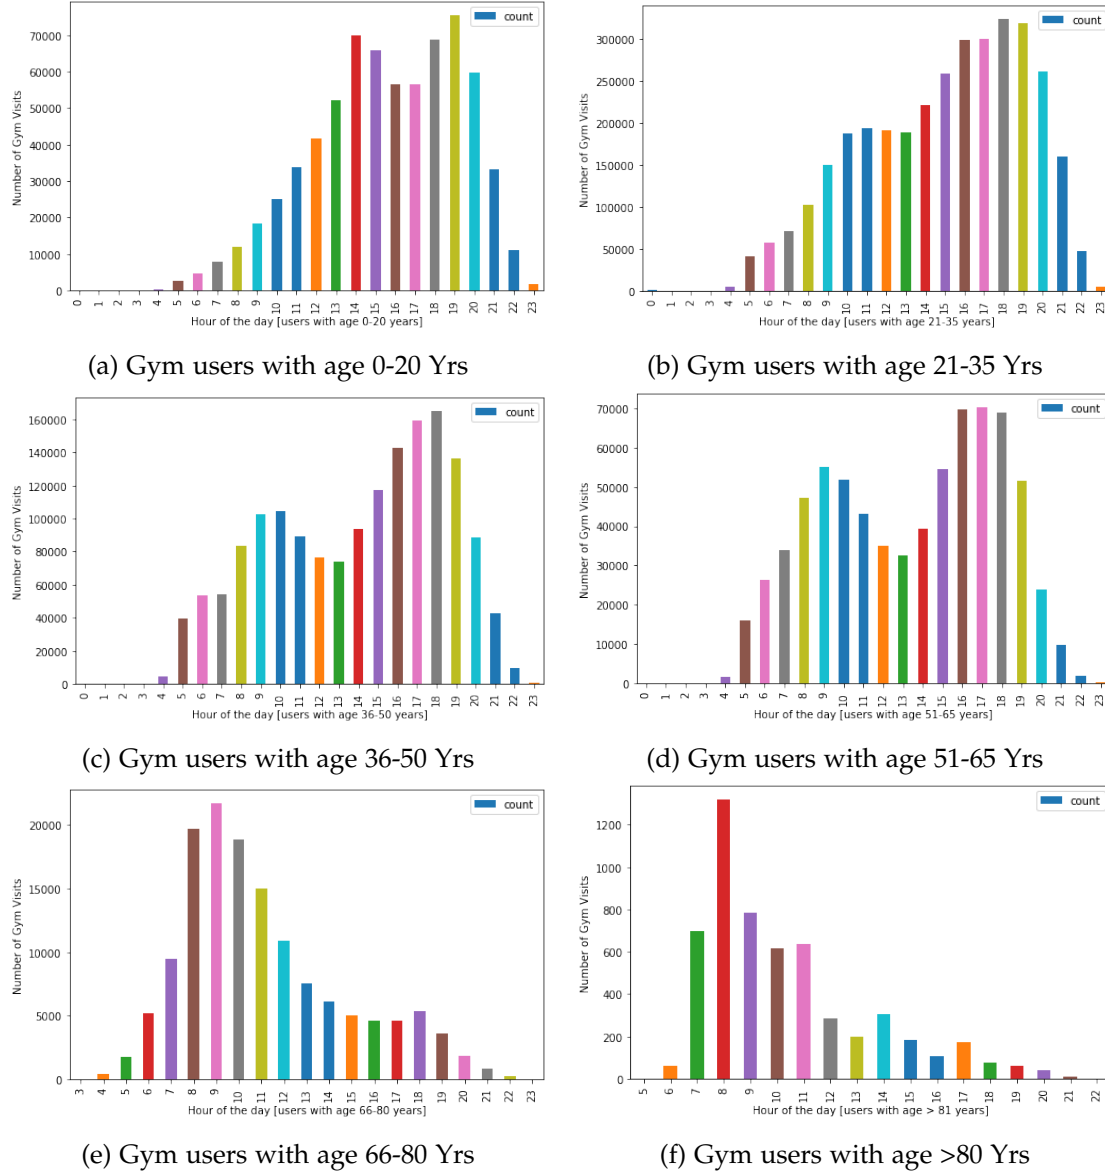 count
70000
60000
50000
40000
30000
20000
10000
0
Number of Gym Visits
0 1 2 3 4 5 6 7 8 9 10 11 12 13 14 15 16 17 18 19 20 21 22 23
Hour of the day [users with age 0-20 years]
(a) Gym users with age 0-20 Yrs
count
300000
250000
200000
150000
100000
50000
0
Number of Gym Visits
0 1 2 3 4 5 6 7 8 9 10 11 12 13 14 15 16 17 18 19 20 21 22 23
Hour of the day [users with age 21-35 years]
(b) Gym users with age 21-35 Yrs
count
160000
140000
120000
100000
80000
60000
40000
20000
0
Number of Gym Visits
0 1 2 3 4 5 6 7 8 9 10 11 12 13 14 15 16 17 18 19 20 21 22 23
Hour of the day [users with age 36-50 years]
(c) Gym users with age 36-50 Yrs
count
70000
60000
50000
40000
30000
20000
10000
0
Number of Gym Visits
0 1 2 3 4 5 6 7 8 9 10 11 12 13 14 15 16 17 18 19 20 21 22 23
Hour of the day [users with age 51-65 years]
(d) Gym users with age 51-65 Yrs
count
20000
15000
10000
5000
0
Number of Gym Visits
3 4 5 6 7 8 9 10 11 12 13 14 15 16 17 18 19 20 21 22 23
Hour of the day [users with age 66-80 years]
(e) Gym users with age 66-80 Yrs
count
1200
1000
800
600
400
200
0
Number of Gym Visits
5 6 7 8 9 10 11 12 13 14 15 16 17 18 19 20 21 22
Hour of the day [users with age > 81 years]
(f) Gym users with age >80 Yrs